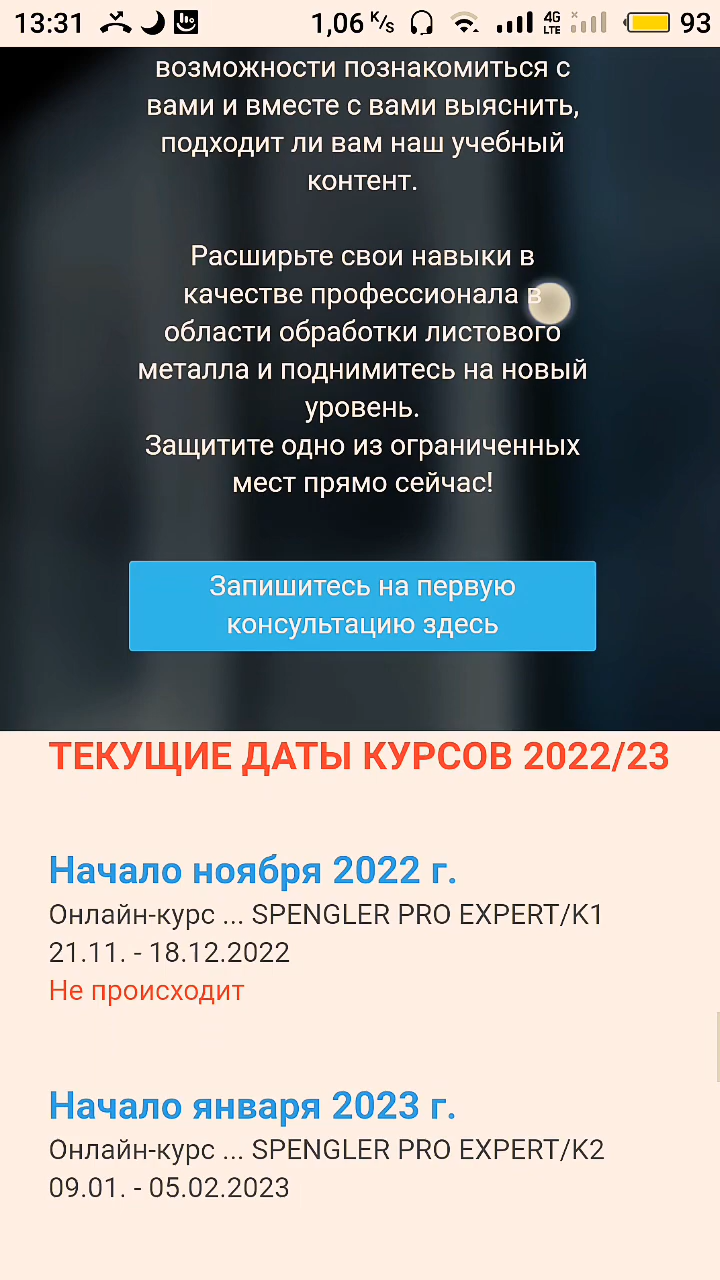 13:31 1,06 K/s 4G LTE 93
возможности познакомиться с
вами и вместе с вами выяснить,
подходит ли вам наш учебный
контент.
Расширьте свои навыки в
качестве профессионала в
области обработки листового
металла и поднимитесь на новый
уровень.
Защитите одно из ограниченных
мест прямо сейчас!
Запишитесь на первую
консультацию здесь
ТЕКУЩИЕ ДАТЫ КУРСОВ 2022/23
Начало ноября 2022 г.
Онлайн-курс ... SPENGLER PRO EXPERT/K1
21.11. - 18.12.2022
Не происходит
Начало января 2023 г.
Онлайн-курс ... SPENGLER PRO EXPERT/K2
09.01. - 05.02.2023